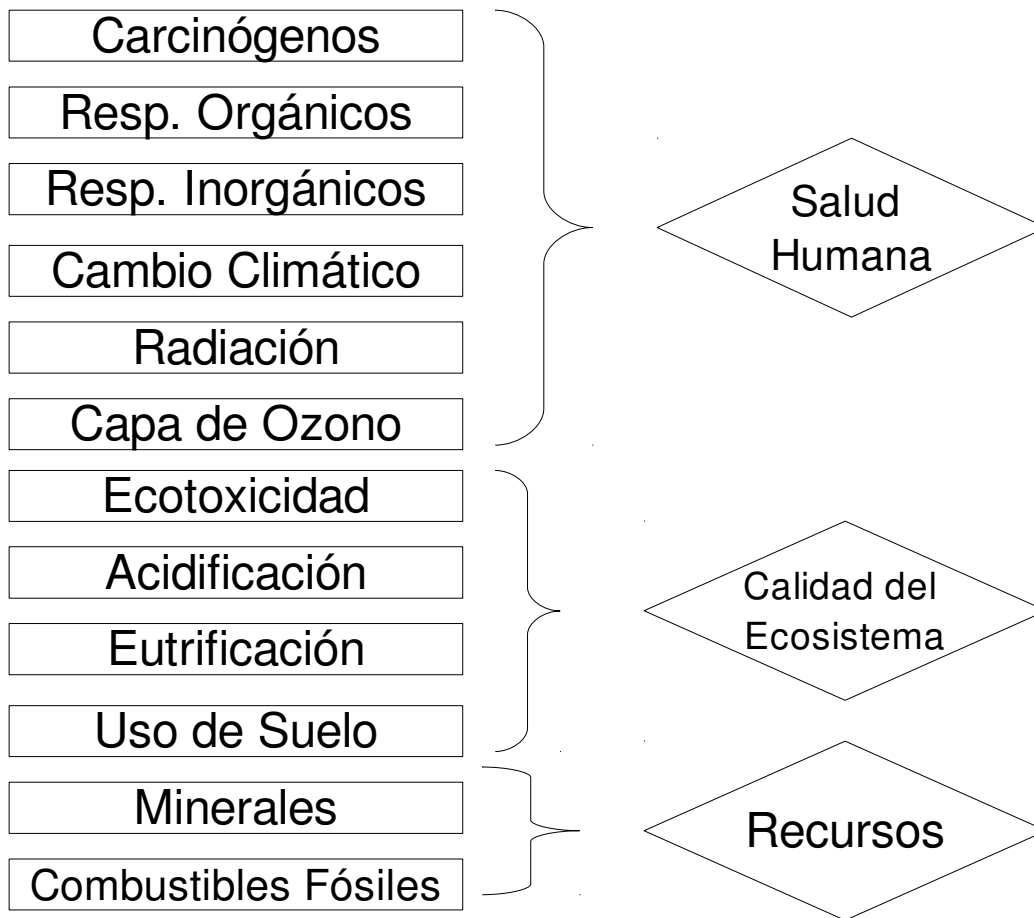 Carcinógenos
Resp. Orgánicos
Resp. Inorgánicos
Cambio Climático
Radiación
Capa de Ozono
Ecotoxicidad
Acidificación
Eutrificación
Uso de Suelo
Minerales
Combustibles Fósiles
Salud
Humana
Calidad del
Ecosistema
Recursos